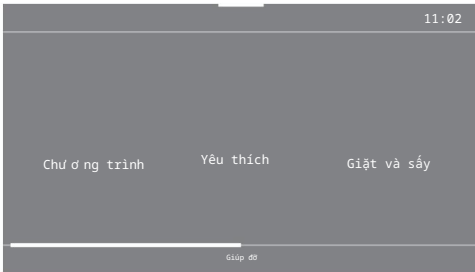 11:02
Chương trình
Yêu thích
Giặt và sấy
Giúp đỡ